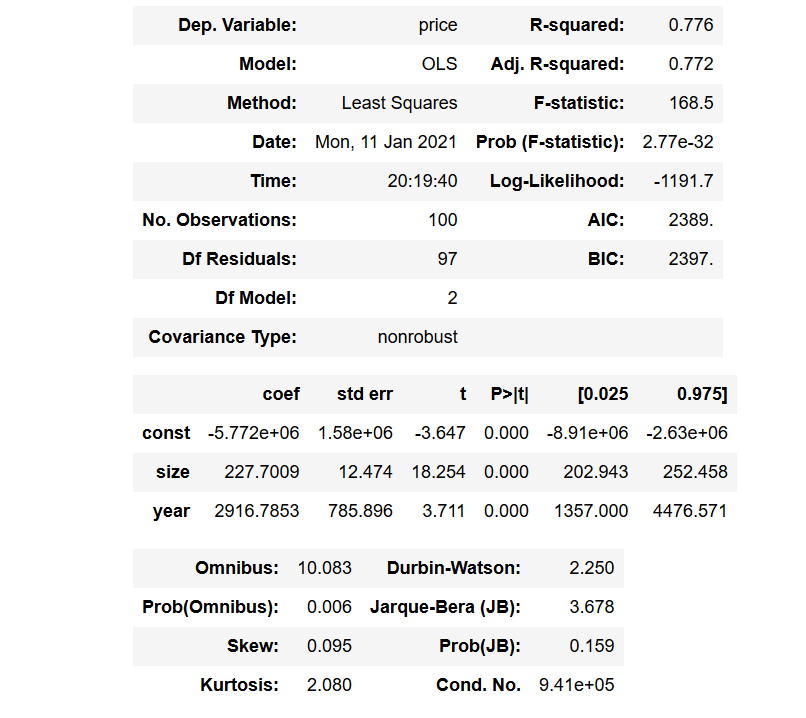 Dep. Variable: price R-squared: 0.776
Model: OLS Adj. R-squared: 0.772
Method: Least Squares F-statistic: 168.5
Date: Mon, 11 Jan 2021 Prob (F-statistic): 2.77e-32
Time: 20:19:40 Log-Likelihood: -1191.7
No. Observations: 100 AIC: 2389.
Df Residuals: 97 BIC: 2397.
Df Model: 2
Covariance Type: nonrobust
coef std err t P>|t| [0.025 0.975]
const -5.772e+06 1.58e+06 -3.647 0.000 -8.91e+06 -2.63e+06
size 227.7009 12.474 18.254 0.000 202.943 252.458
year 2916.7853 785.896 3.711 0.000 1357.000 4476.571
Omnibus: 10.083 Durbin-Watson: 2.250
Prob(Omnibus): 0.006 Jarque-Bera (JB): 3.678
Skew: 0.095 Prob(JB): 0.159
Kurtosis: 2.080 Cond. No. 9.41e+05